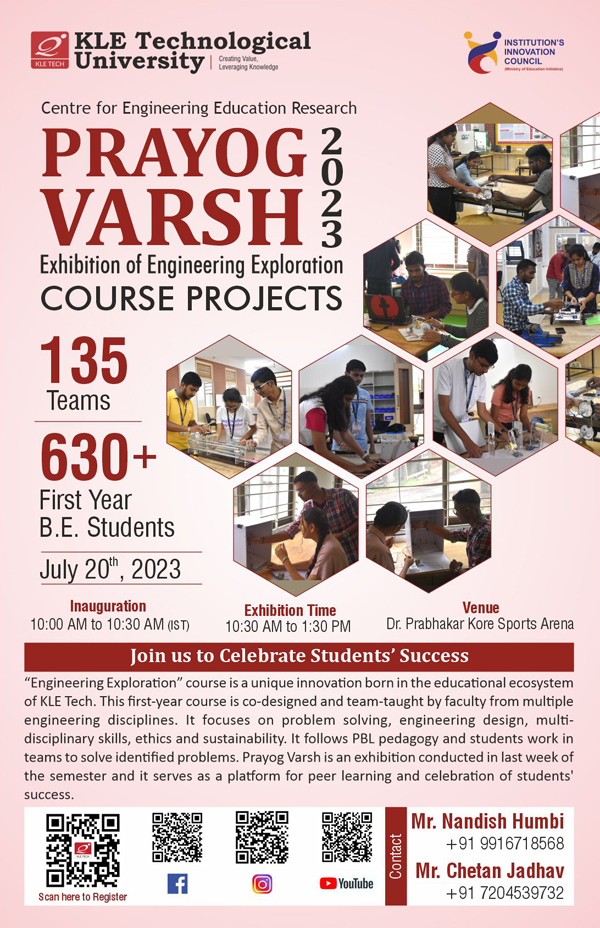 KLE TECH
KLE Technological
University
Creating Value,
Leveraging Knowledge
INSTITUTION'S
INNOVATION
COUNCIL
(Ministry of Education Initiative)
Centre for Engineering Education Research
PRAYOG
VARSH
2023
Exhibition of Engineering Exploration
COURSE PROJECTS
135
Teams
630+
First Year
B.E. Students
July 20th, 2023
Inauguration
10:00 AM to 10:30 AM (IST)
Exhibition Time
10:30 AM to 1:30 PM
Venue
Dr. Prabhakar Kore Sports Arena
Join us to Celebrate Students' Success
“Engineering Exploration” course is a unique innovation born in the educational ecosystem
of KLE Tech. This first-year course is co-designed and team-taught by faculty from multiple
engineering disciplines. It focuses on problem solving, engineering design, multi-
disciplinary skills, ethics and sustainability. It follows PBL pedagogy and students work in
teams to solve identified problems. Prayog Varsh is an exhibition conducted in last week of
the semester and it serves as a platform for peer learning and celebration of students'
success.
KLE TECH
Scan here to Register
YouTube
Contact
Mr. Nandish Humbi
+91 9916718568
Mr. Chetan Jadhav
+91 7204539732